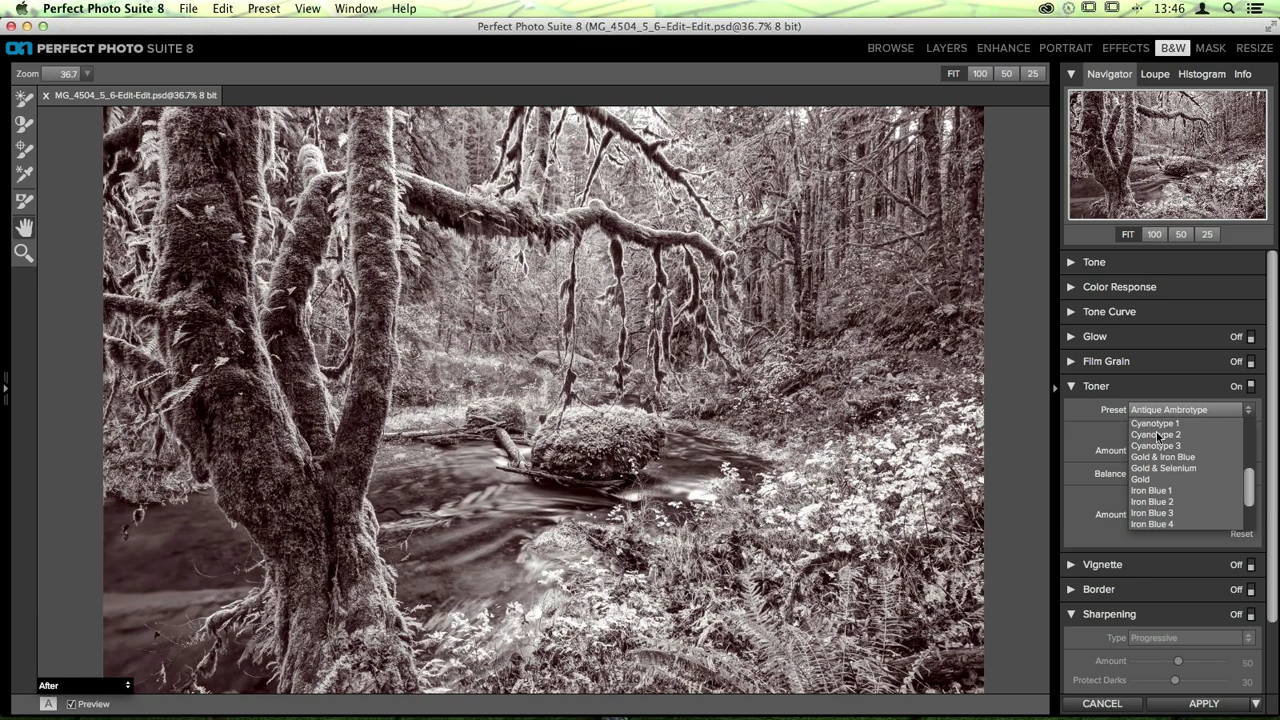 Perfect Photo Suite 8 File Edit Preset View Window Help 13:46
Perfect Photo Suite 8 (MG_4504_5_6-Edit-Edit.psd@36.7% 8 bit)
on PERFECT PHOTO SUITE 8 BROWSE LAYERS ENHANCE PORTRAIT EFFECTS B&W MASK RESIZE
Zoom 36.7 FIT 100 50 25 Navigator Loupe Histogram Info
x MG_4504_5_6-Edit-Edit.psd@36.7% 8 bit
FIT 100 50 25
Tone
Color Response
Tone Curve
Glow Off
Film Grain Off
Toner On
Preset Antique Ambrotype
Cyanotype 1
Cyanotype 2
Cyanotype 3
Amount
Gold & Iron Blue
Gold & Selenium
Balance
Gold
Iron Blue 1
Iron Blue 2
Iron Blue 3
Amount
Iron Blue 4
Reset
Vignette Off
Border Off
Sharpening Off
Type Progressive
Amount 50
Protect Darks 30
After
A Preview CANCEL APPLY